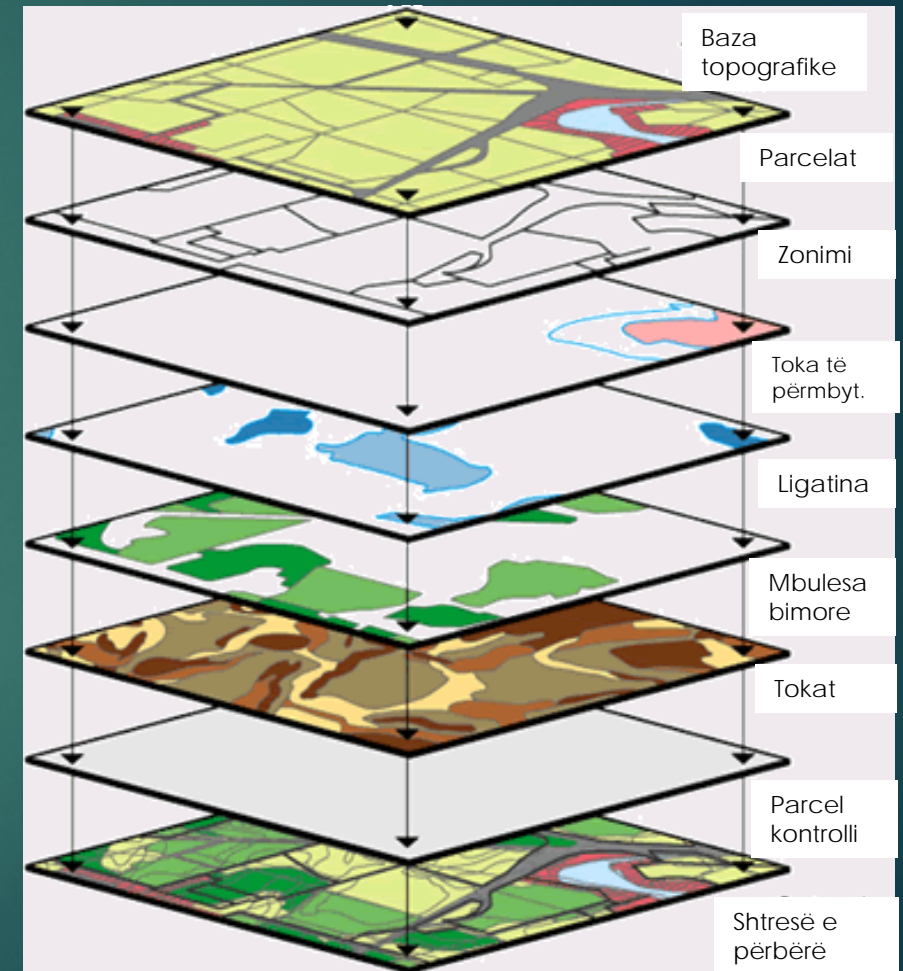 Baza
topografike
Parcelat
Zonimi
Toka të
përmbyt.
Ligatina
Mbulesa
bimore
Tokat
Parcel
kontrolli
Shtresë e
përbërë